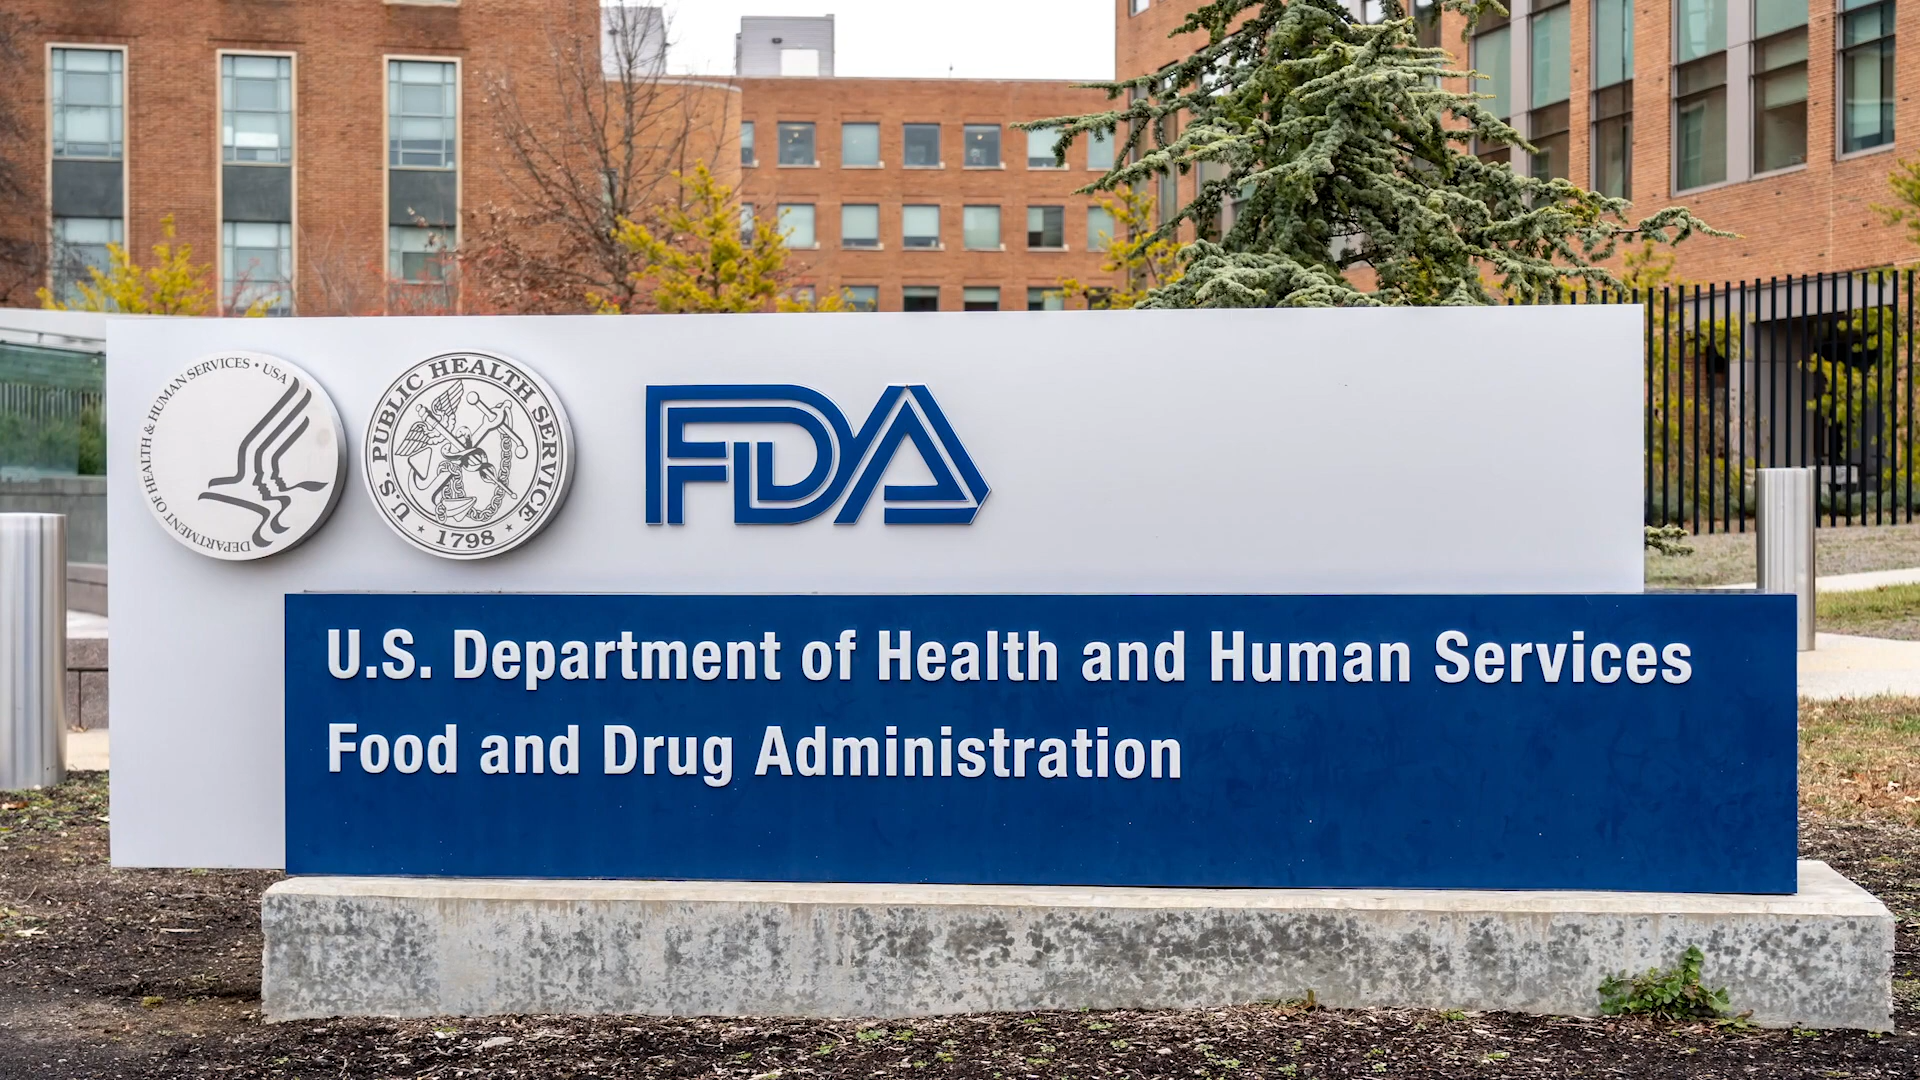 DEPARTMENT OF HEALTH & HUMAN SERVICES • USA
U.S. PUBLIC HEALTH SERVICE
★ 1798 ★
FDA
U.S. Department of Health and Human Services
Food and Drug Administration